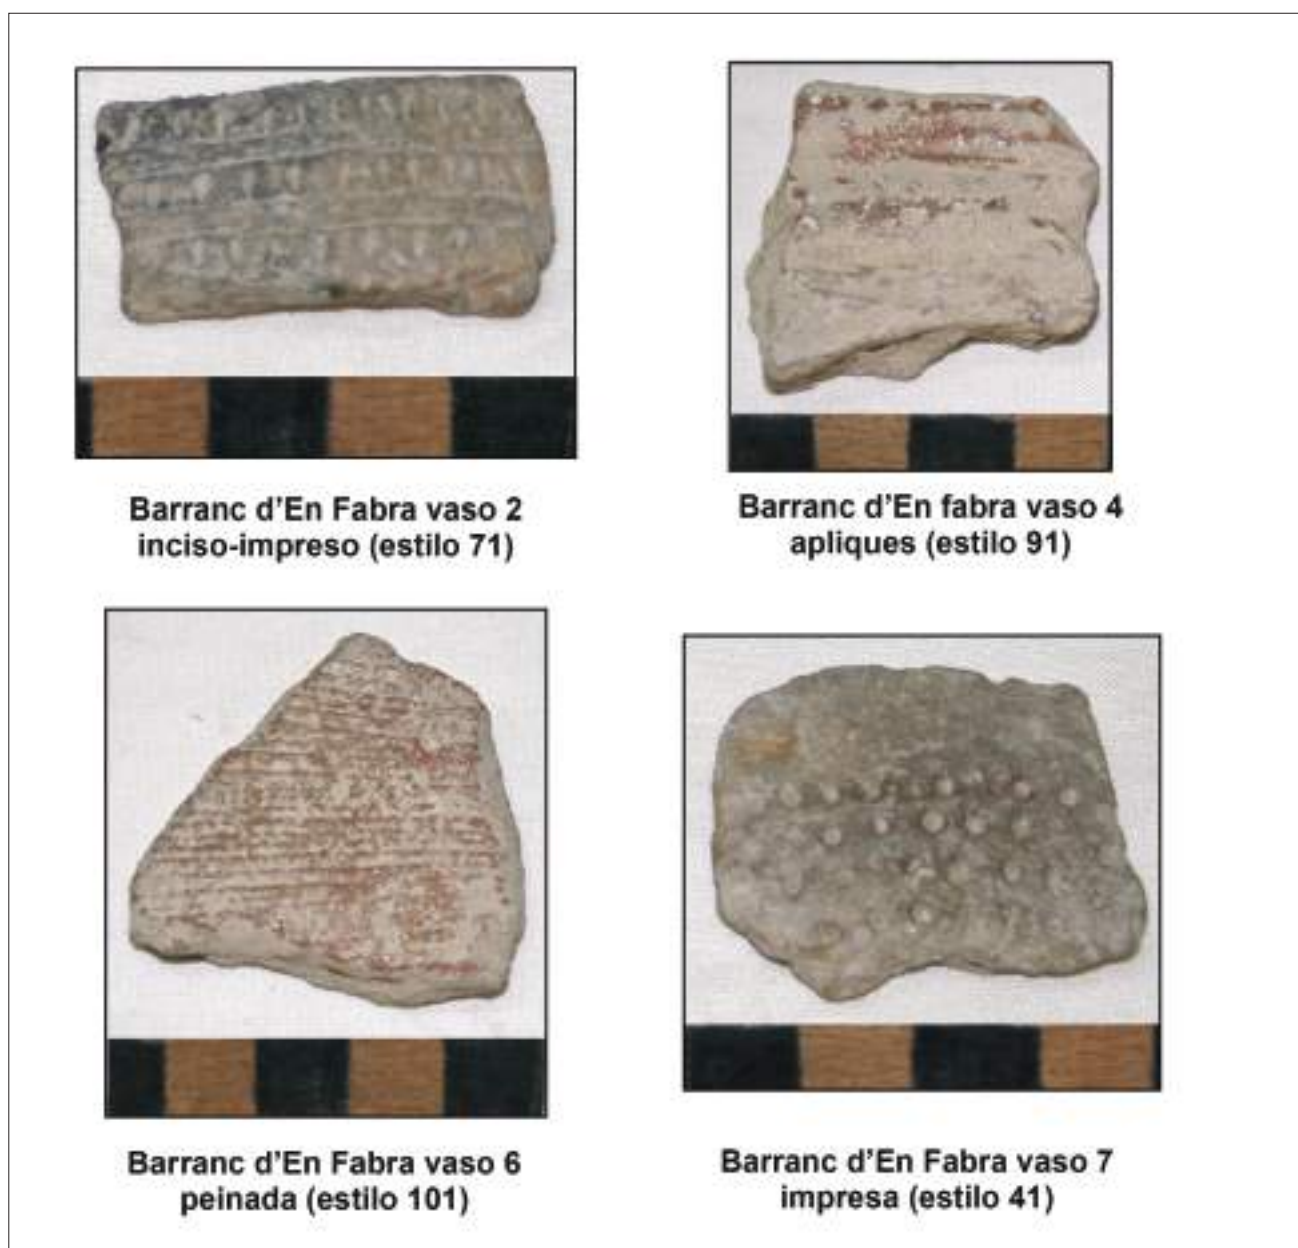 Barranc d'En Fabra vaso 2
inciso-impreso (estilo 71)
Barranc d'En fabra vaso 4
apliques (estilo 91)
Barranc d'En Fabra vaso 6
peinada (estilo 101)
Barranc d'En Fabra vaso 7
impresa (estilo 41)